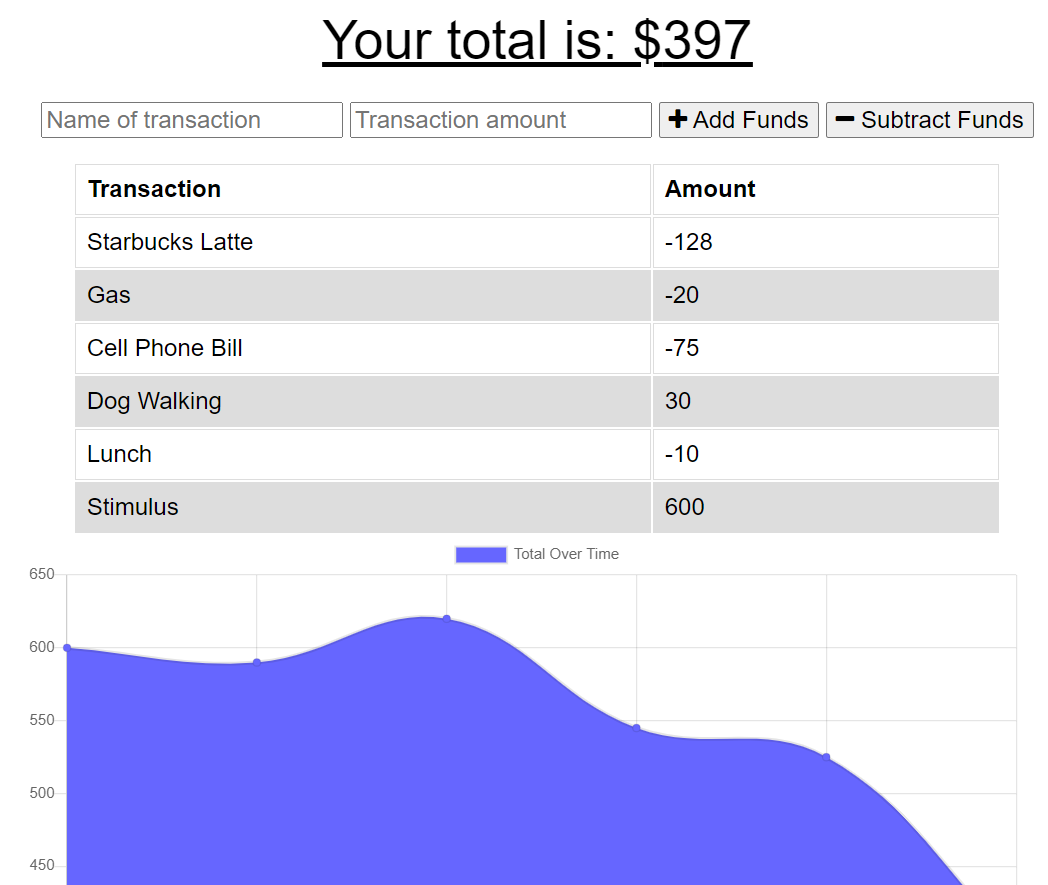 Your total is: $397
Name of transaction Transaction amount + Add Funds − Subtract Funds
Transaction Amount
Starbucks Latte -128
Gas -20
Cell Phone Bill -75
Dog Walking 30
Lunch -10
Stimulus 600
Total Over Time
650
600
550
500
450